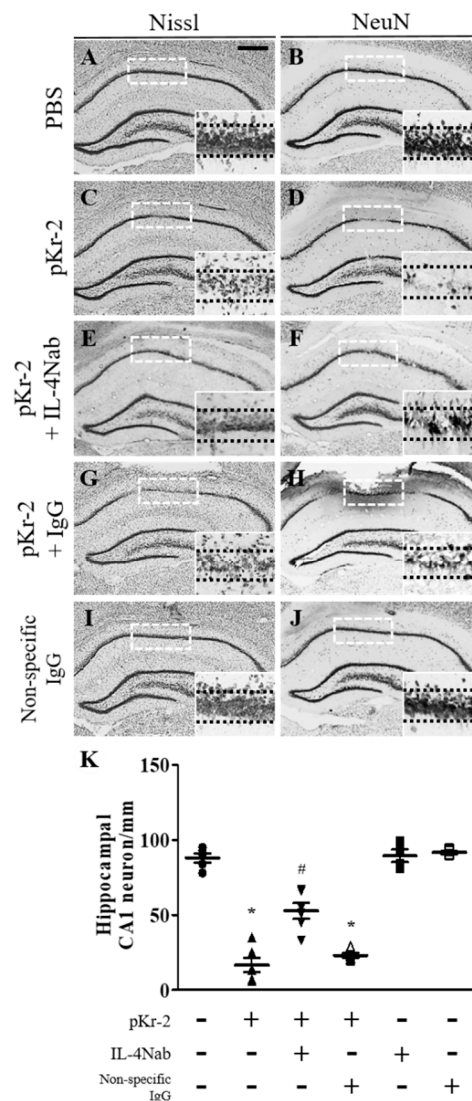 Nissl NeuN
A B
PBS
C D
pKr-2
E F
pKr-2
+ IL-4Nab
G H
pKr-2
+ IgG
I J
Non-specific
IgG
K
150
100
50
0
Hippocampal
CA1 neuron/mm
* # *
pKr-2 - + + + - -
IL-4Nab - - + - + -
Non-specific
IgG - - - + - +